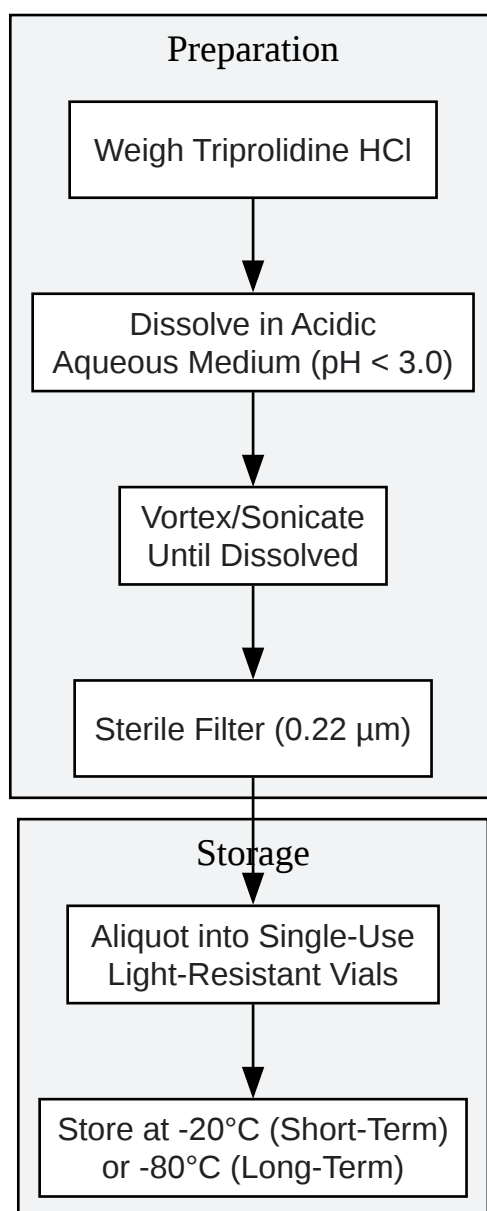 Preparation
Weigh Triprolidine HCl
Dissolve in Acidic
Aqueous Medium (pH < 3.0)
Vortex/Sonicate
Until Dissolved
Sterile Filter (0.22 µm)
Storage
Aliquot into Single-Use
Light-Resistant Vials
Store at -20°C (Short-Term)
or -80°C (Long-Term)